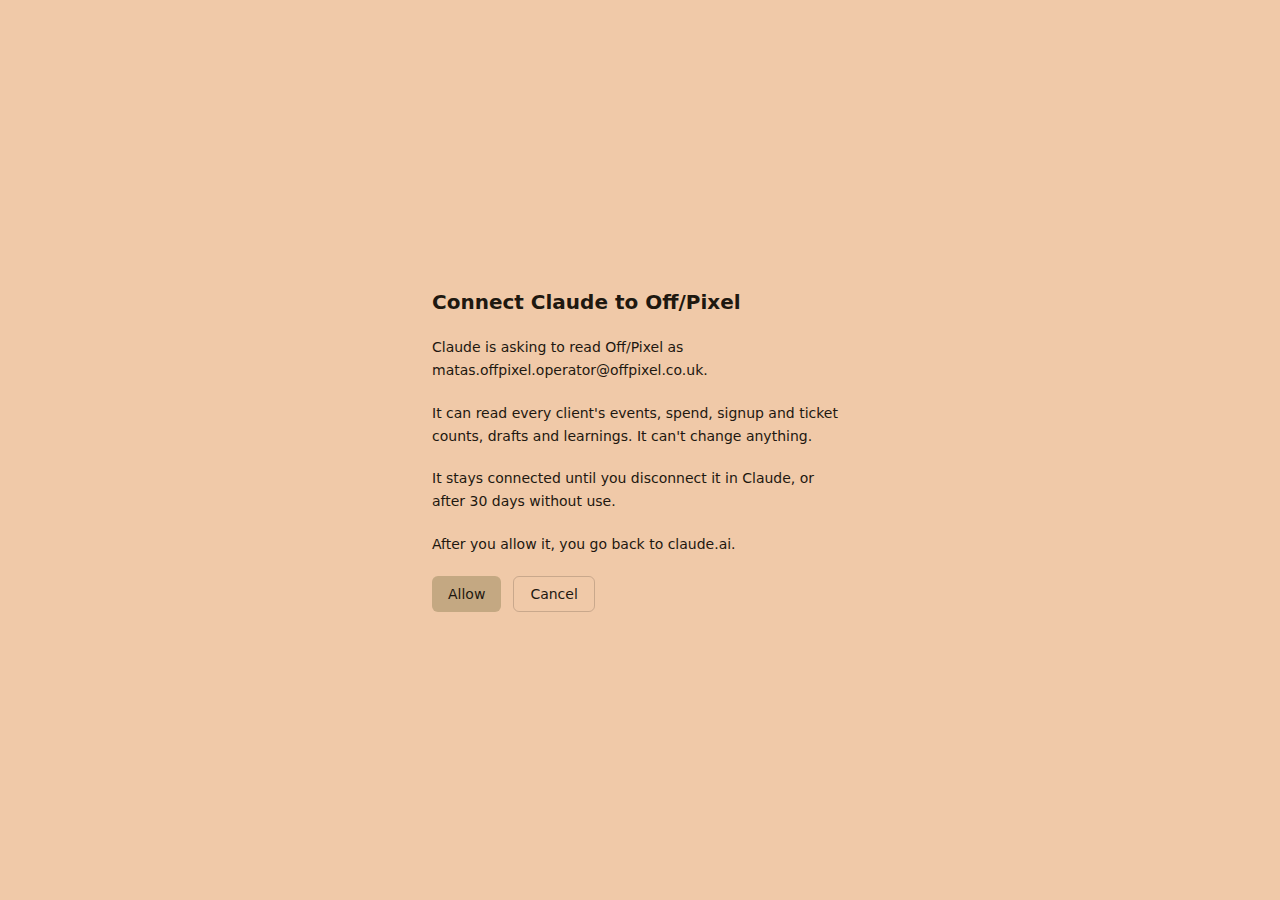 Connect Claude to Off/Pixel
Claude is asking to read Off/Pixel as
matas.offpixel.operator@offpixel.co.uk.
It can read every client's events, spend, signup and ticket
counts, drafts and learnings. It can't change anything.
It stays connected until you disconnect it in Claude, or
after 30 days without use.
After you allow it, you go back to claude.ai.
Allow
Cancel